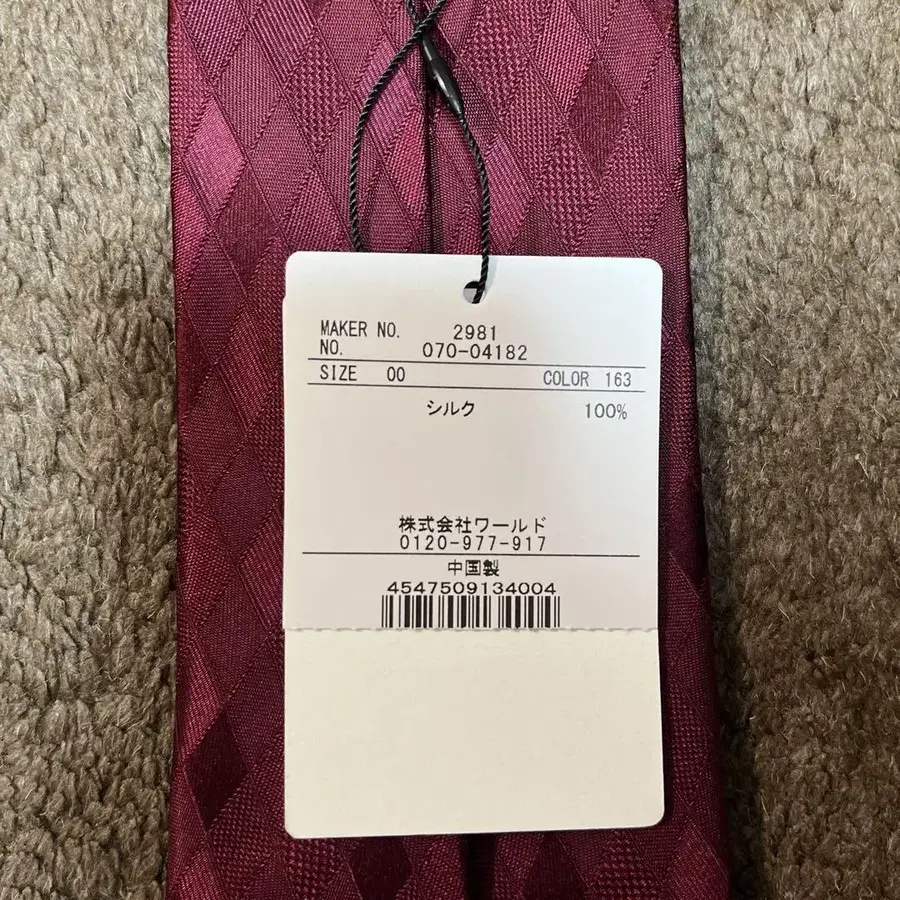 MAKER NO. 2981
NO. 070-04182
SIZE 00 COLOR 163
シルク 100%
株式会社ワールド
0120-977-917
中国製
4547509134004